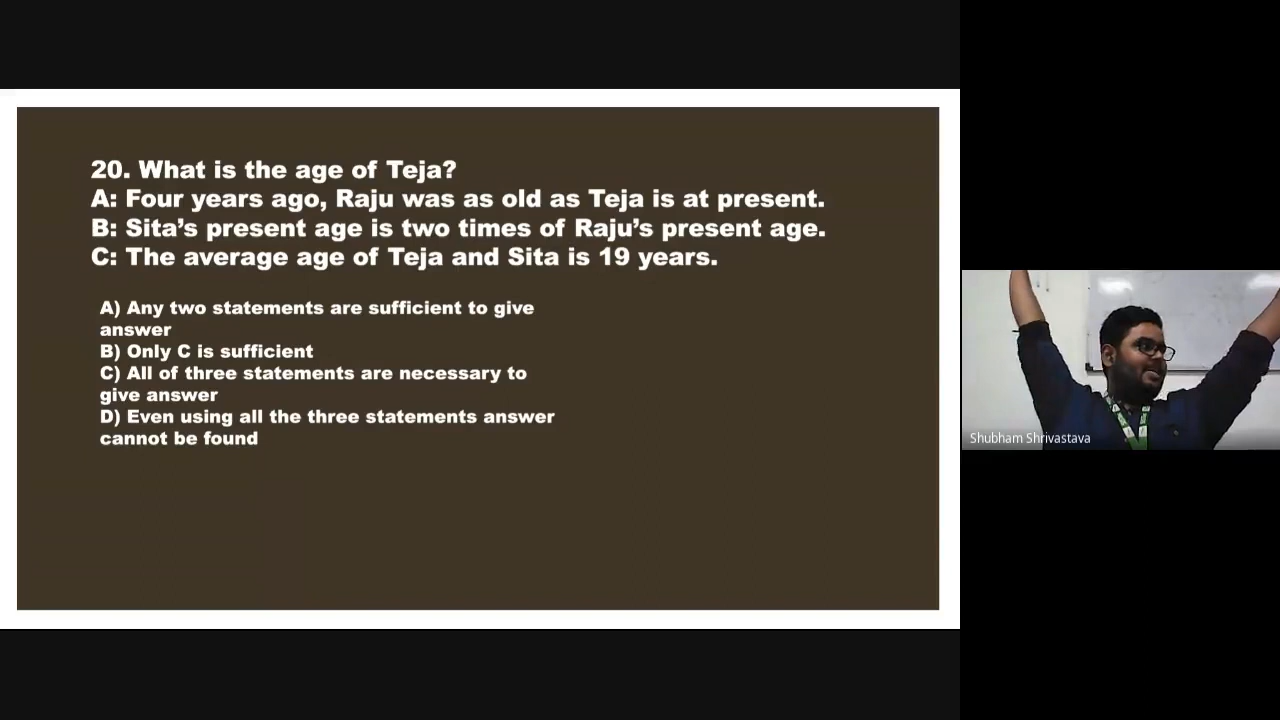 20. What is the age of Teja?
A: Four years ago, Raju was as old as Teja is at present.
B: Sita’s present age is two times of Raju’s present age.
C: The average age of Teja and Sita is 19 years.
A) Any two statements are sufficient to give
answer
B) Only C is sufficient
C) All of three statements are necessary to
give answer
D) Even using all the three statements answer
cannot be found
Shubham Shrivastava